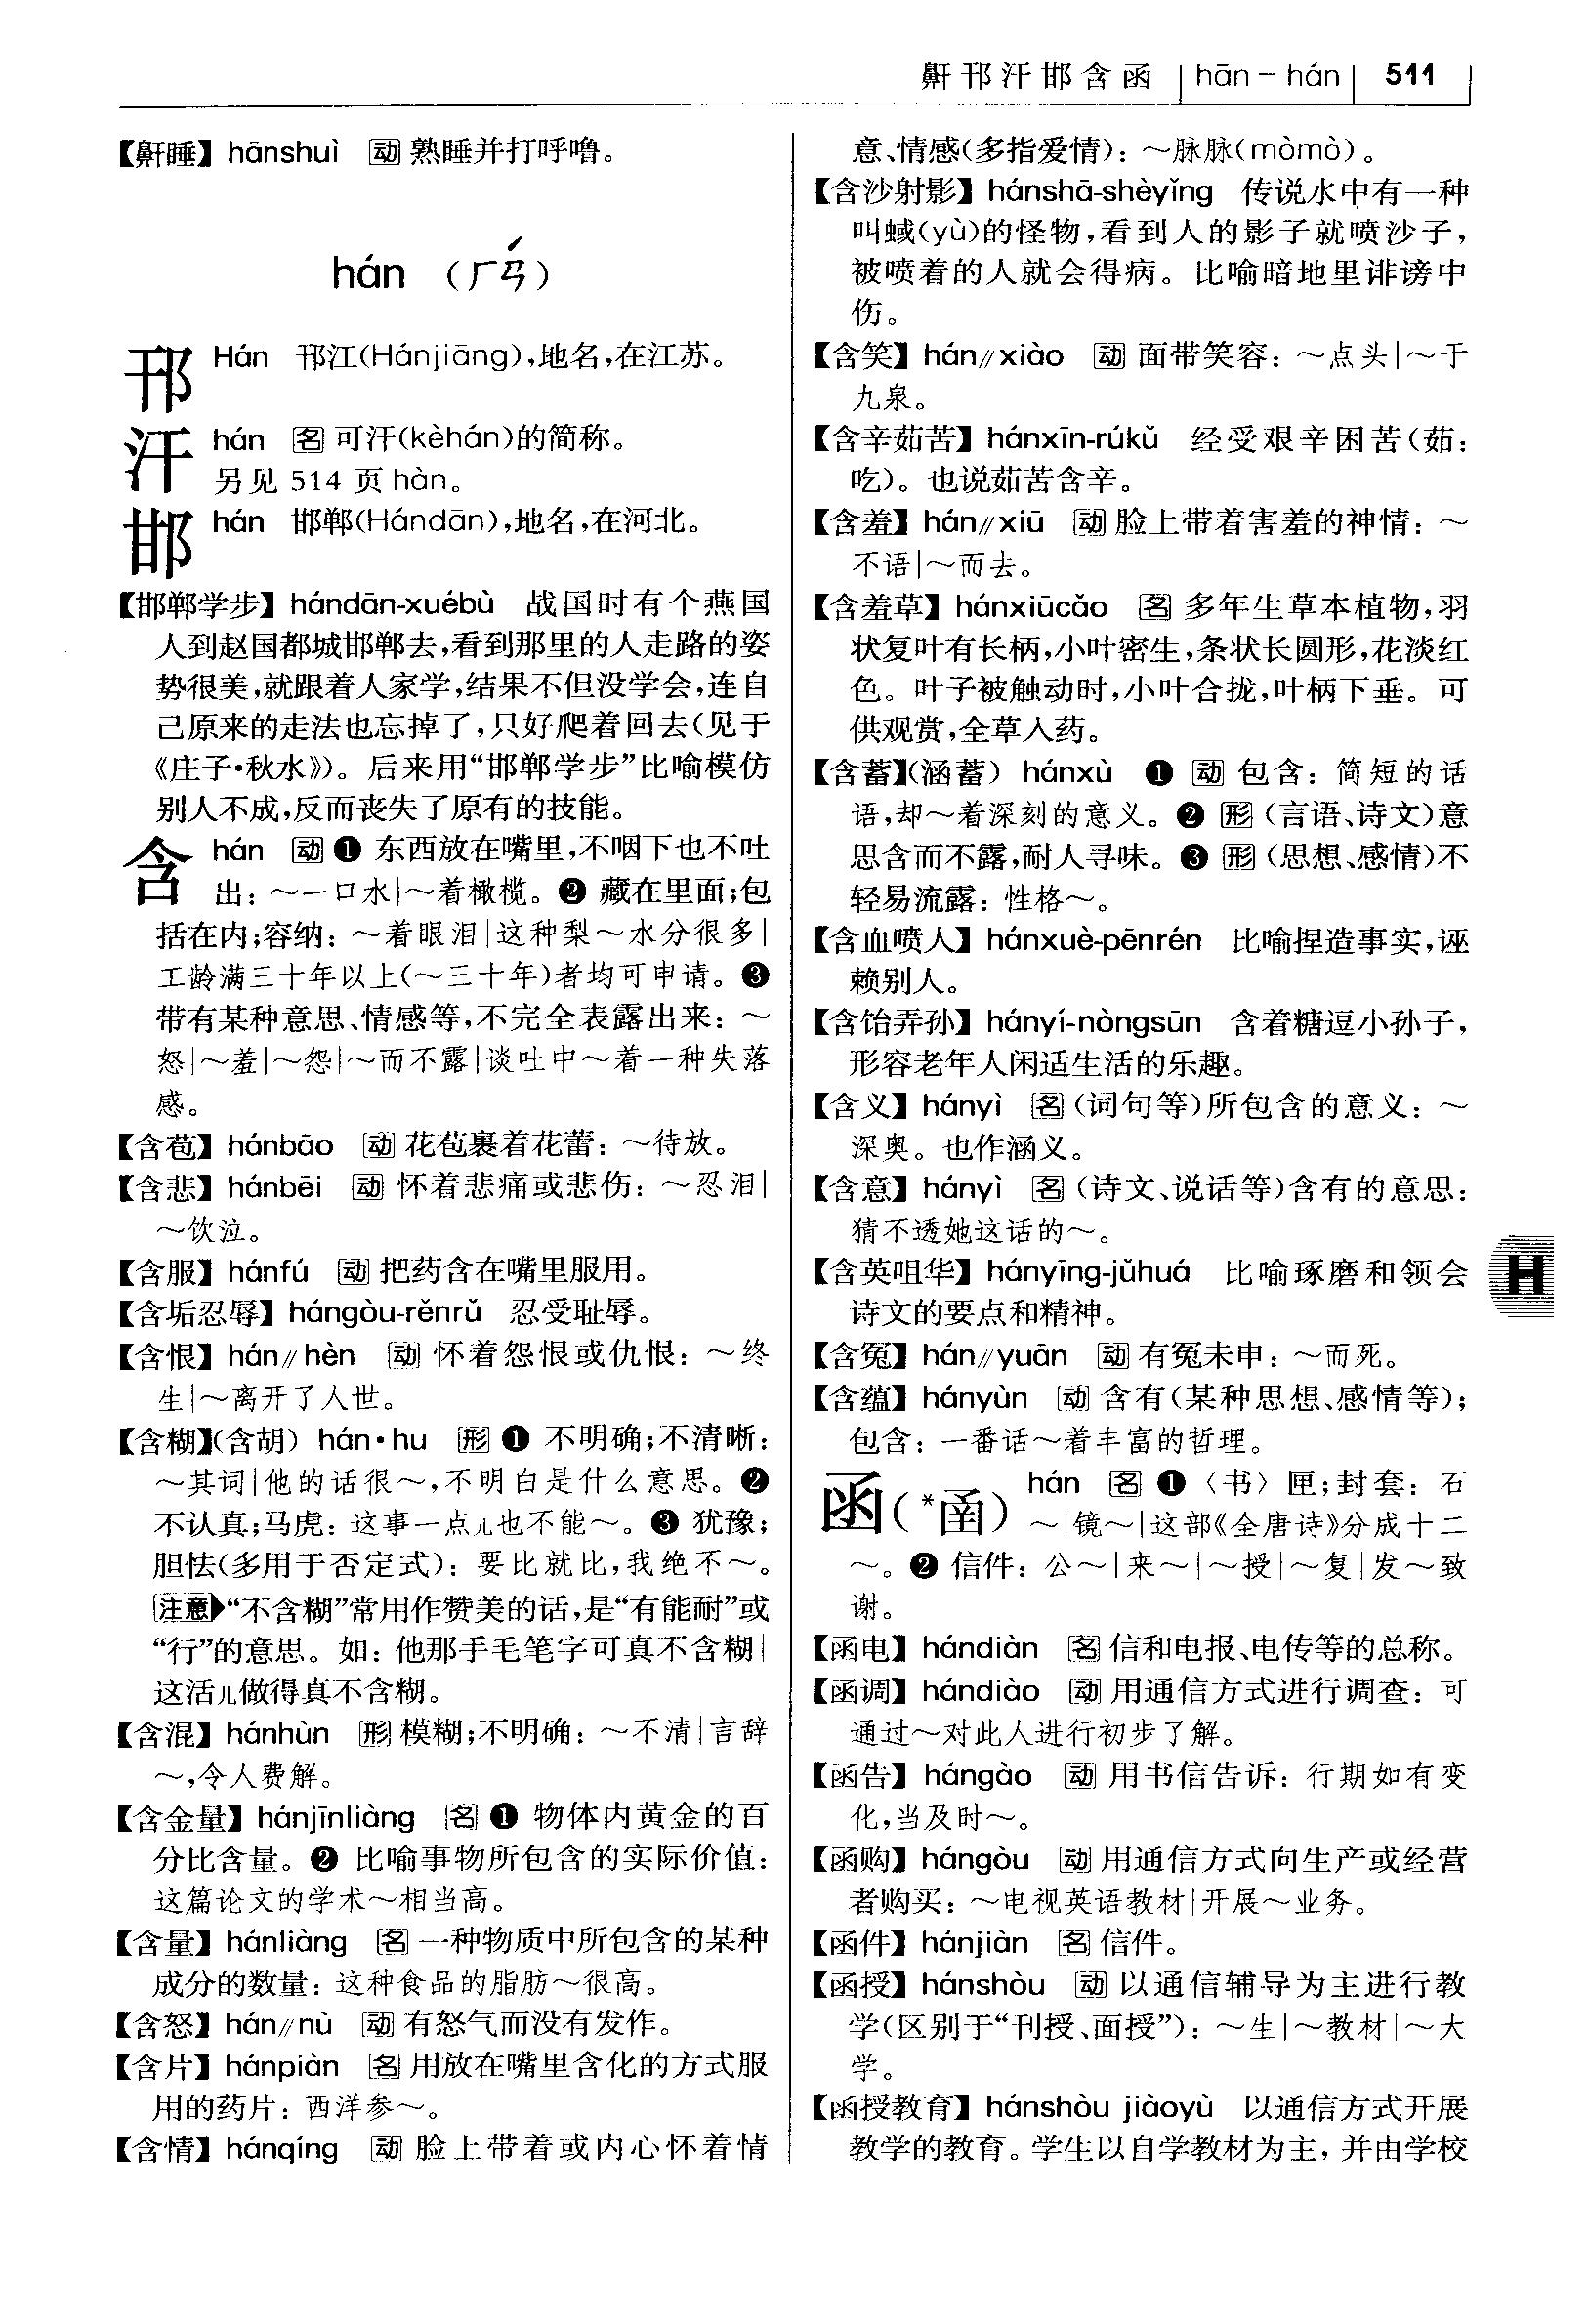 鼾邗汗邯含函 hān－hán 511
【鼾睡】hānshuì 动 熟睡并打呼噜。
hán （ㄏㄢˊ）
邗 Hán 邗江(Hánjiāng),地名,在江苏。
汗 hán 名 可汗(kèhán)的简称。
另见 514 页 hàn。
邯 hán 邯郸(Hándān),地名,在河北。
【邯郸学步】hándān-xuébù 战国时有个燕国
人到赵国都城邯郸去,看到那里的人走路的姿
势很美,就跟着人家学,结果不但没学会,连自
己原来的走法也忘掉了,只好爬着回去(见于
《庄子·秋水》)。后来用“邯郸学步”比喻模仿
别人不成,反而丧失了原有的技能。
含 hán 动 ❶ 东西放在嘴里,不咽下也不吐
出：～一口水|～着橄榄。❷ 藏在里面;包
括在内;容纳：～着眼泪|这种梨～水分很多|
工龄满三十年以上(～三十年)者均可申请。❸
带有某种意思、情感等,不完全表露出来：～
怒|～羞|～怨|～而不露|谈吐中～着一种失落
感。
【含苞】hánbāo 动 花苞裹着花蕾：～待放。
【含悲】hánbēi 动 怀着悲痛或悲伤：～忍泪|
～饮泣。
【含服】hánfú 动 把药含在嘴里服用。
【含垢忍辱】hángòu-rěnrǔ 忍受耻辱。
【含恨】hán∥hèn 动 怀着怨恨或仇恨：～终
生|～离开了人世。
【含糊】(含胡) hán·hu 形 ❶ 不明确;不清晰：
～其词|他的话很～,不明白是什么意思。❷
不认真;马虎：这事一点儿也不能～。❸ 犹豫;
胆怯(多用于否定式)：要比就比,我绝不～。
注意▶“不含糊”常用作赞美的话,是“有能耐”或
“行”的意思。如：他那手毛笔字可真不含糊|
这活儿做得真不含糊。
【含混】hánhùn 形 模糊;不明确：～不清|言辞
～,令人费解。
【含金量】hánjīnliàng 名 ❶ 物体内黄金的百
分比含量。❷ 比喻事物所包含的实际价值：
这篇论文的学术～相当高。
【含量】hánliàng 名 一种物质中所包含的某种
成分的数量：这种食品的脂肪～很高。
【含怒】hán∥nù 动 有怒气而没有发作。
【含片】hánpiàn 名 用放在嘴里含化的方式服
用的药片：西洋参～。
【含情】hánqíng 动 脸上带着或内心怀着情
意、情感(多指爱情)：～脉脉(mòmò)。
【含沙射影】hánshā-shèyǐng 传说水中有一种
叫蜮(yù)的怪物,看到人的影子就喷沙子,
被喷着的人就会得病。比喻暗地里诽谤中
伤。
【含笑】hán∥xiào 动 面带笑容：～点头|～于
九泉。
【含辛茹苦】hánxīn-rúkǔ 经受艰辛困苦(茹：
吃)。也说茹苦含辛。
【含羞】hán∥xiū 动 脸上带着害羞的神情：～
不语|～而去。
【含羞草】hánxiūcǎo 名 多年生草本植物,羽
状复叶有长柄,小叶密生,条状长圆形,花淡红
色。叶子被触动时,小叶合拢,叶柄下垂。可
供观赏,全草入药。
【含蓄】(涵蓄) hánxù ❶ 动 包含：简短的话
语,却～着深刻的意义。❷ 形 (言语、诗文)意
思含而不露,耐人寻味。❸ 形 (思想、感情)不
轻易流露：性格～。
【含血喷人】hánxuè-pēnrén 比喻捏造事实,诬
赖别人。
【含饴弄孙】hányí-nòngsūn 含着糖逗小孙子,
形容老年人闲适生活的乐趣。
【含义】hányì 名 (词句等)所包含的意义：～
深奥。也作涵义。
【含意】hányì 名 (诗文、说话等)含有的意思：
猜不透她这话的～。
【含英咀华】hányīng-jǔhuá 比喻琢磨和领会
诗文的要点和精神。
【含冤】hán∥yuān 动 有冤未申：～而死。
【含蕴】hányùn 动 含有(某种思想、感情等);
包含：一番话～着丰富的哲理。
函(*圅) hán 名 ❶〈书〉匣;封套：石
～|镜～|这部《全唐诗》分成十二
～。❷ 信件：公～|来～|～授|～复|发～致
谢。
【函电】hándiàn 名 信和电报、电传等的总称。
【函调】hándiào 动 用通信方式进行调查：可
通过～对此人进行初步了解。
【函告】hángào 动 用书信告诉：行期如有变
化,当及时～。
【函购】hángòu 动 用通信方式向生产或经营
者购买：～电视英语教材|开展～业务。
【函件】hánjiàn 名 信件。
【函授】hánshòu 动 以通信辅导为主进行教
学(区别于“刊授、面授”)：～生|～教材|～大
学。
【函授教育】hánshòu jiàoyù 以通信方式开展
教学的教育。学生以自学教材为主,并由学校
H